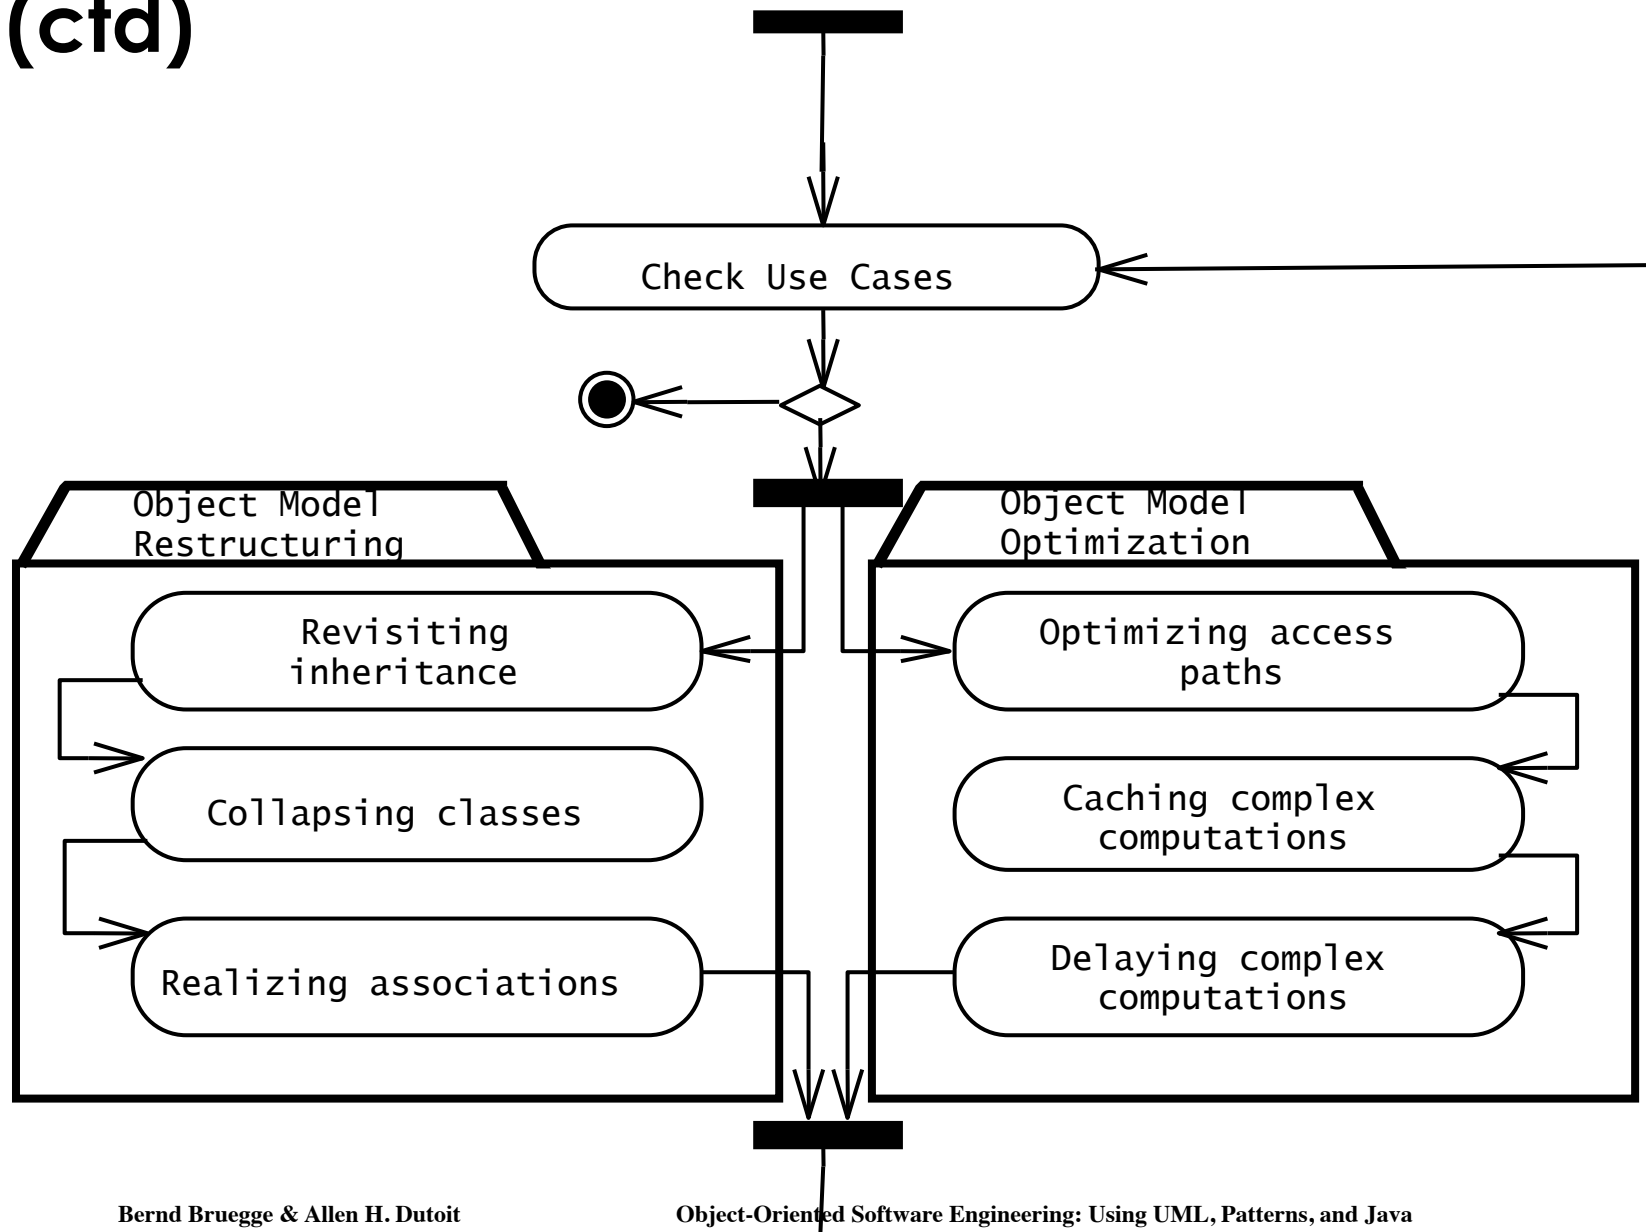 (ctd)
Check Use Cases
Object Model
Restructuring
Object Model
Optimization
Revisiting
inheritance
Optimizing access
paths
Collapsing classes
Caching complex
computations
Realizing associations
Delaying complex
computations
Bernd Bruegge & Allen H. Dutoit
Object-Oriented Software Engineering: Using UML, Patterns, and Java